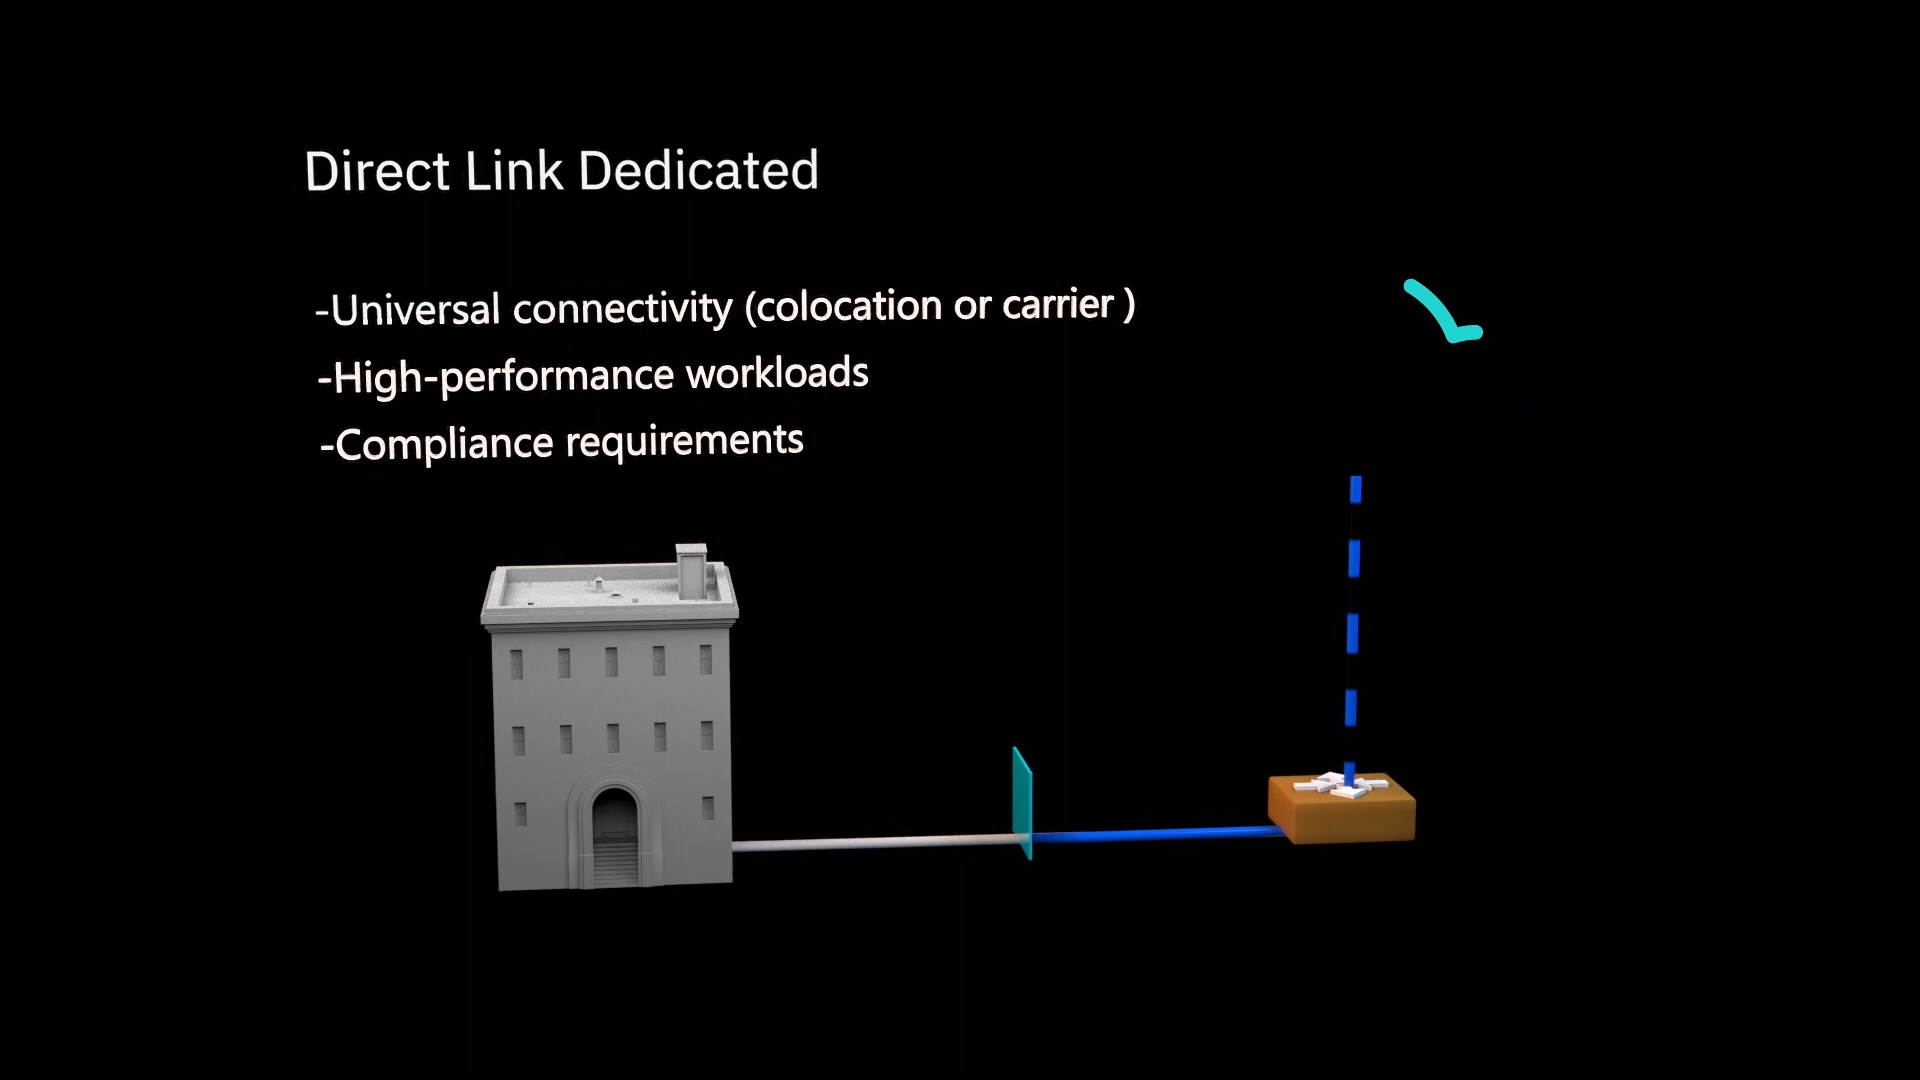 Direct Link Dedicated
-Universal connectivity (colocation or carrier )
-High-performance workloads
-Compliance requirements